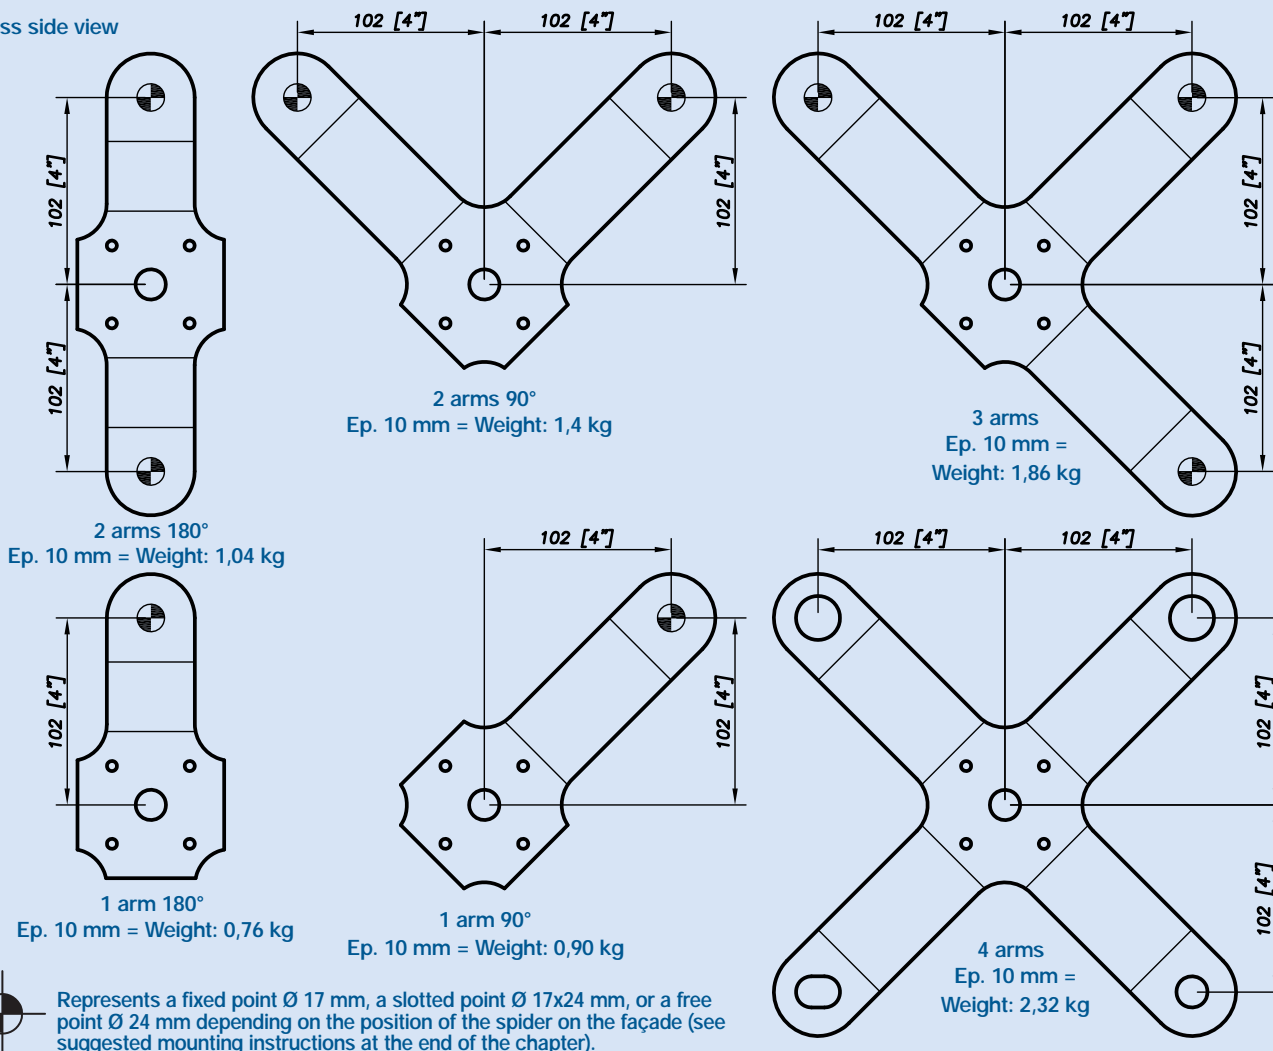 ss side view
102 [4"]
102 [4"]
102 [4"]
102 [4"]
102 [4"]
102 [4"]
102 [4"]
102 [4"]
102 [4"]
102 [4"]
2 arms 90°
Ep. 10 mm = Weight: 1,4 kg
3 arms
Ep. 10 mm =
Weight: 1,86 kg
2 arms 180°
Ep. 10 mm = Weight: 1,04 kg
102 [4"]
102 [4"]
102 [4"]
102 [4"]
102 [4"]
102 [4"]
102 [4"]
1 arm 180°
Ep. 10 mm = Weight: 0,76 kg
1 arm 90°
Ep. 10 mm = Weight: 0,90 kg
4 arms
Ep. 10 mm =
Weight: 2,32 kg
Represents a fixed point Ø 17 mm, a slotted point Ø 17x24 mm, or a free
point Ø 24 mm depending on the position of the spider on the façade (see
suggested mounting instructions at the end of the chapter).